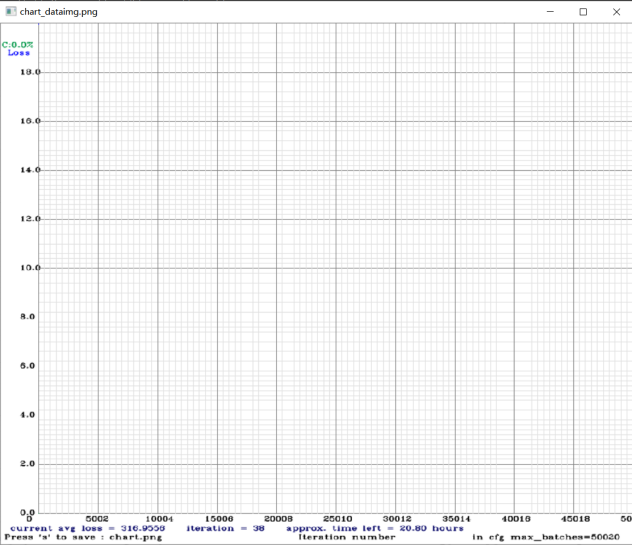 chart_dataimg.png
C:0.0%
Loss
18.0
16.0
14.0
12.0
10.0
8.0
6.0
4.0
2.0
0.0
0 5002 10004 15006 20008 25010 30012 35014 40016 45018 50
current avg loss = 316.9556 iteration = 38 approx. time left = 20.80 hours
Press 's' to save : chart.png Iteration number in cfg max_batches=50020